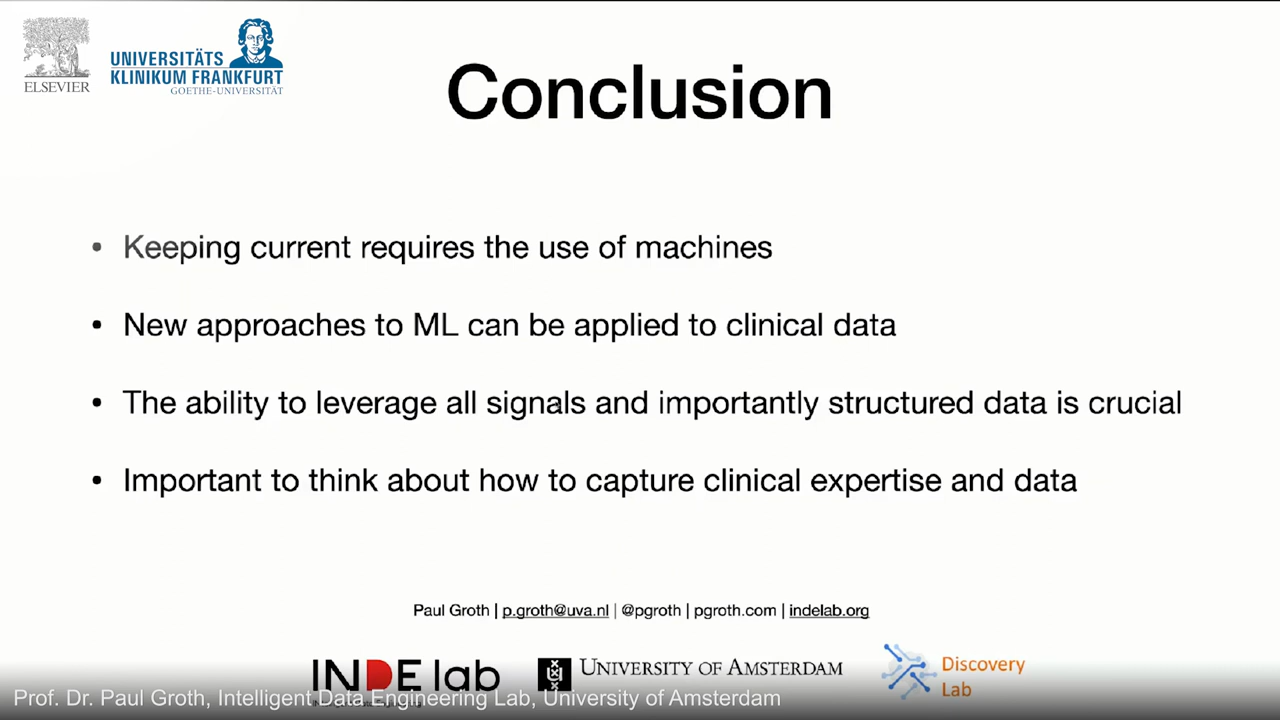 ELSEVIER
UNIVERSITÄTS
KLINIKUM FRANKFURT
GOETHE-UNIVERSITÄT
Conclusion
• Keeping current requires the use of machines
• New approaches to ML can be applied to clinical data
• The ability to leverage all signals and importantly structured data is crucial
• Important to think about how to capture clinical expertise and data
Paul Groth | p.groth@uva.nl | @pgroth | pgroth.com | indelab.org
INDE lab
UNIVERSITY OF AMSTERDAM
Discovery
Lab
Prof. Dr. Paul Groth, Intelligent Data Engineering Lab, University of Amsterdam